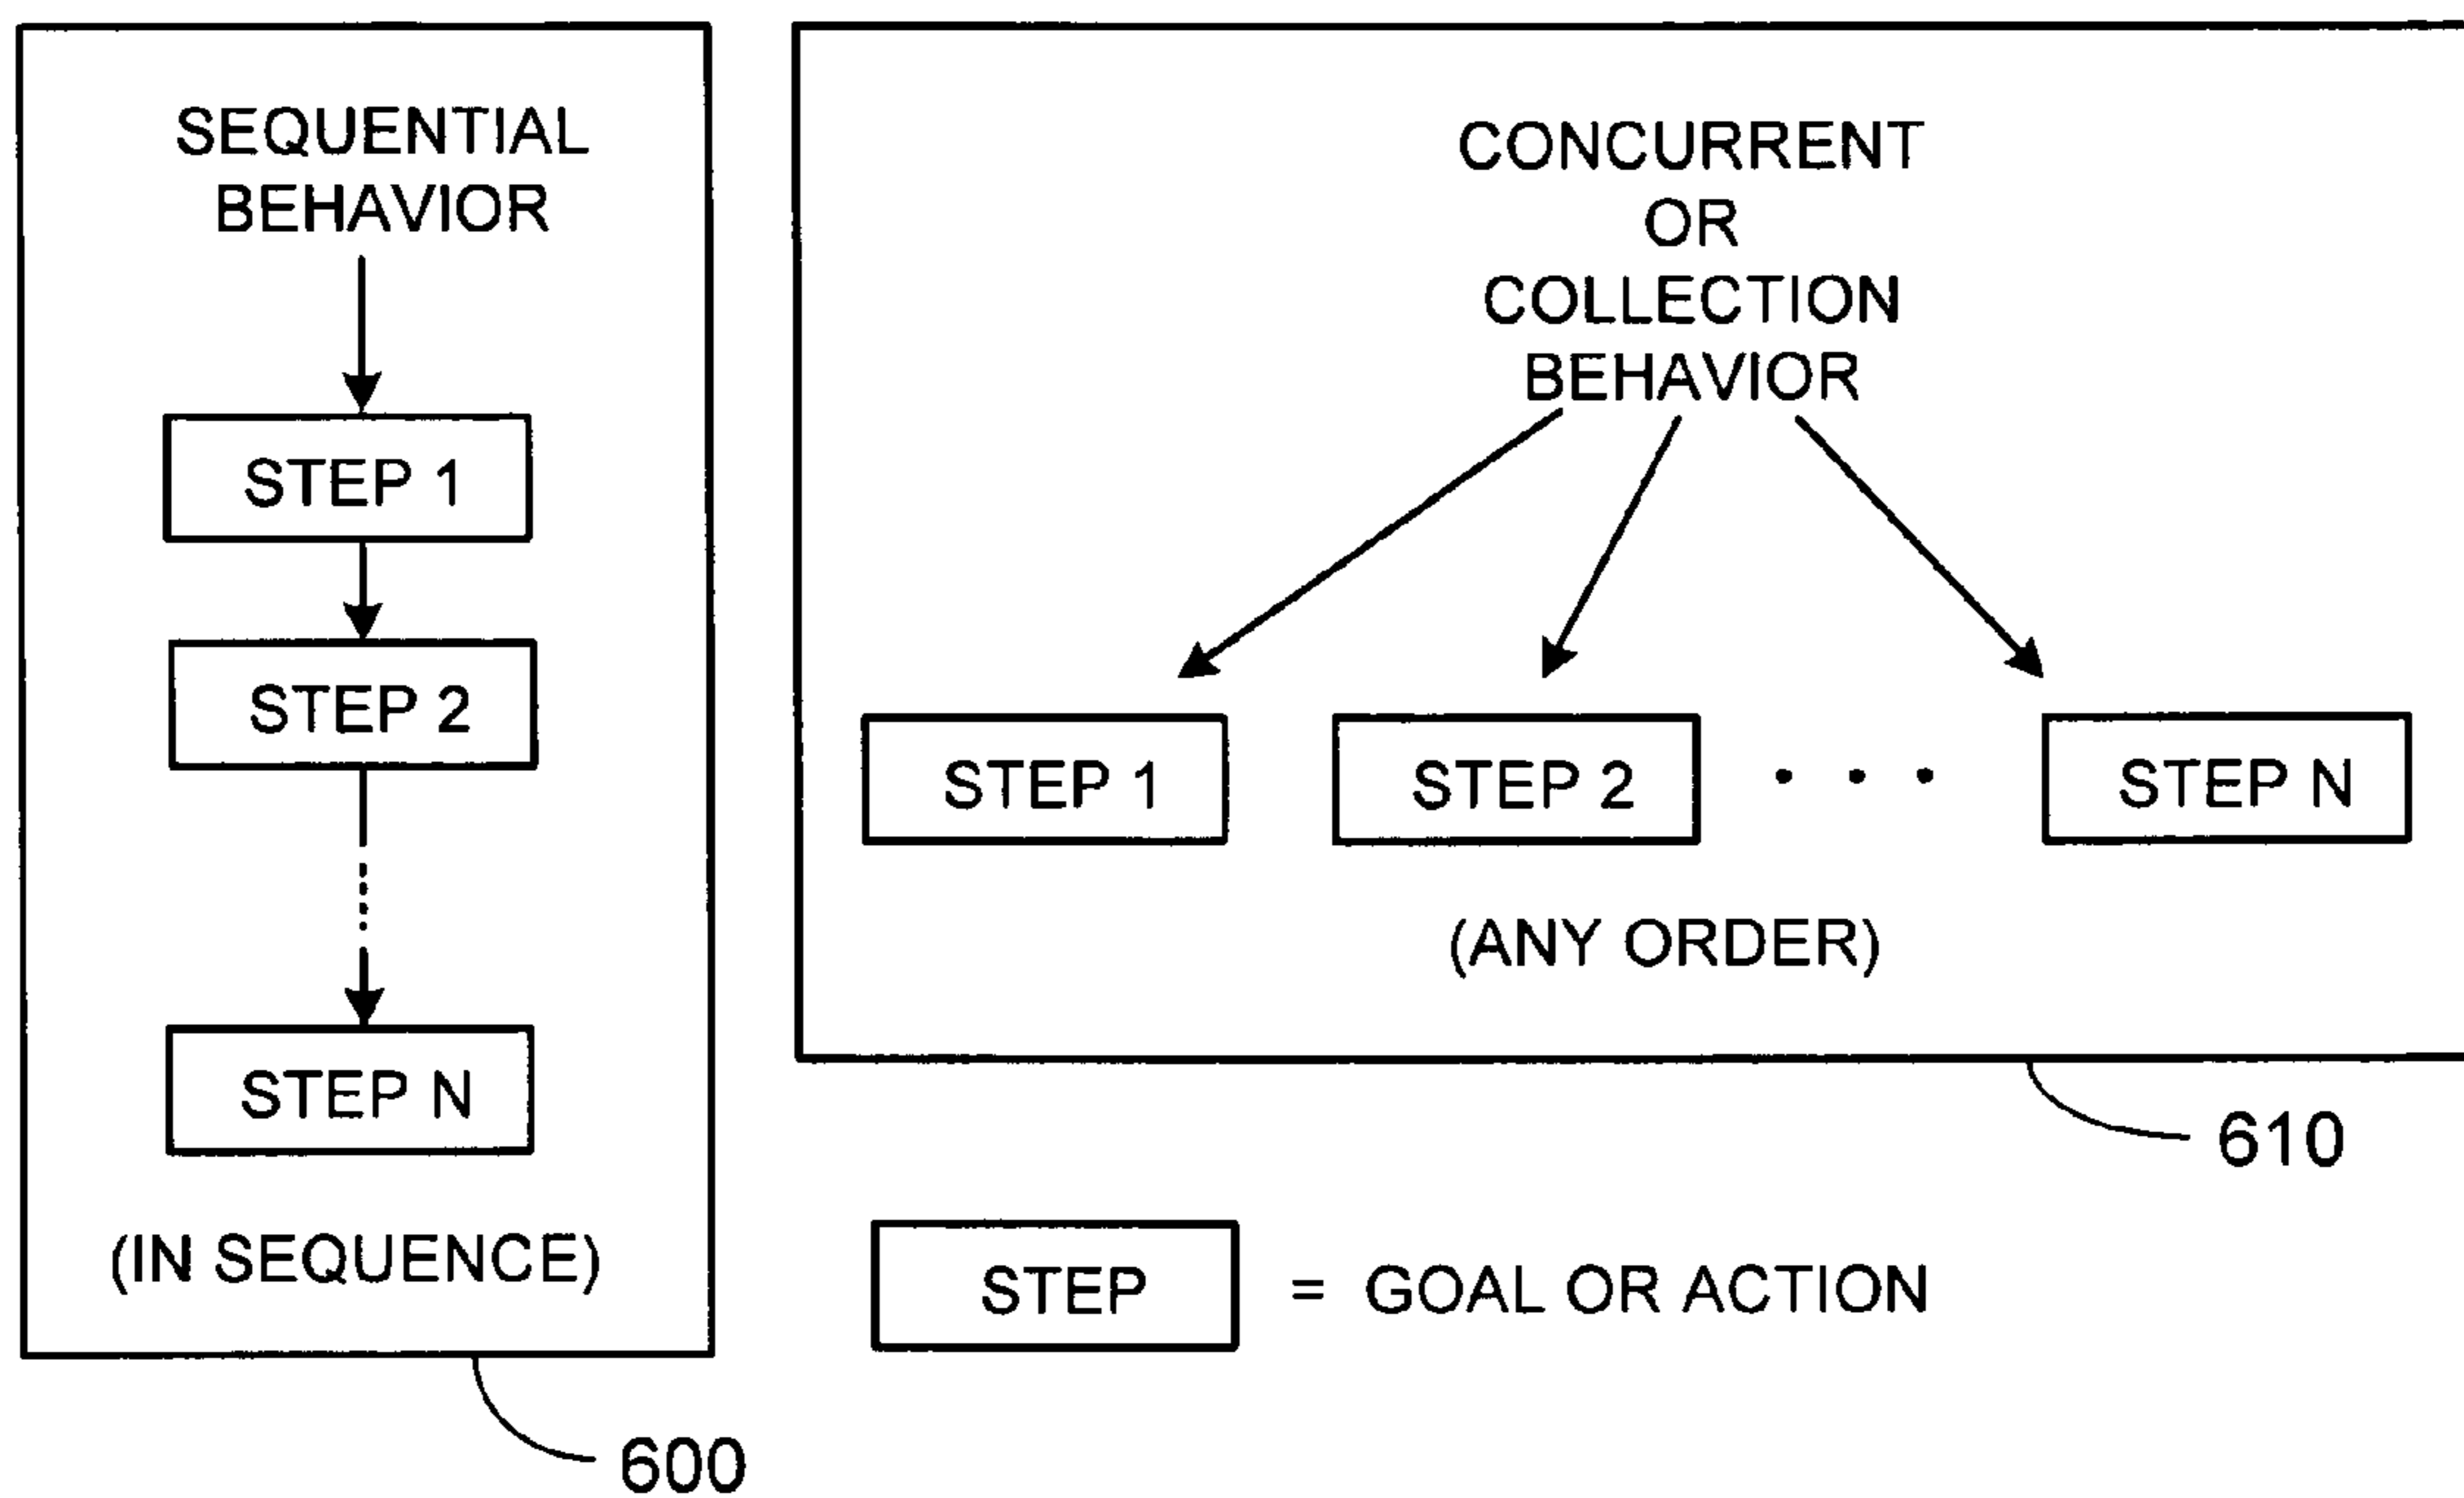 SEQUENTIAL
BEHAVIOR
STEP 1
STEP 2
STEP N
(IN SEQUENCE)
600
CONCURRENT
OR
COLLECTION
BEHAVIOR
STEP 1
STEP 2
• • •
STEP N
(ANY ORDER)
610
STEP
= GOAL OR ACTION